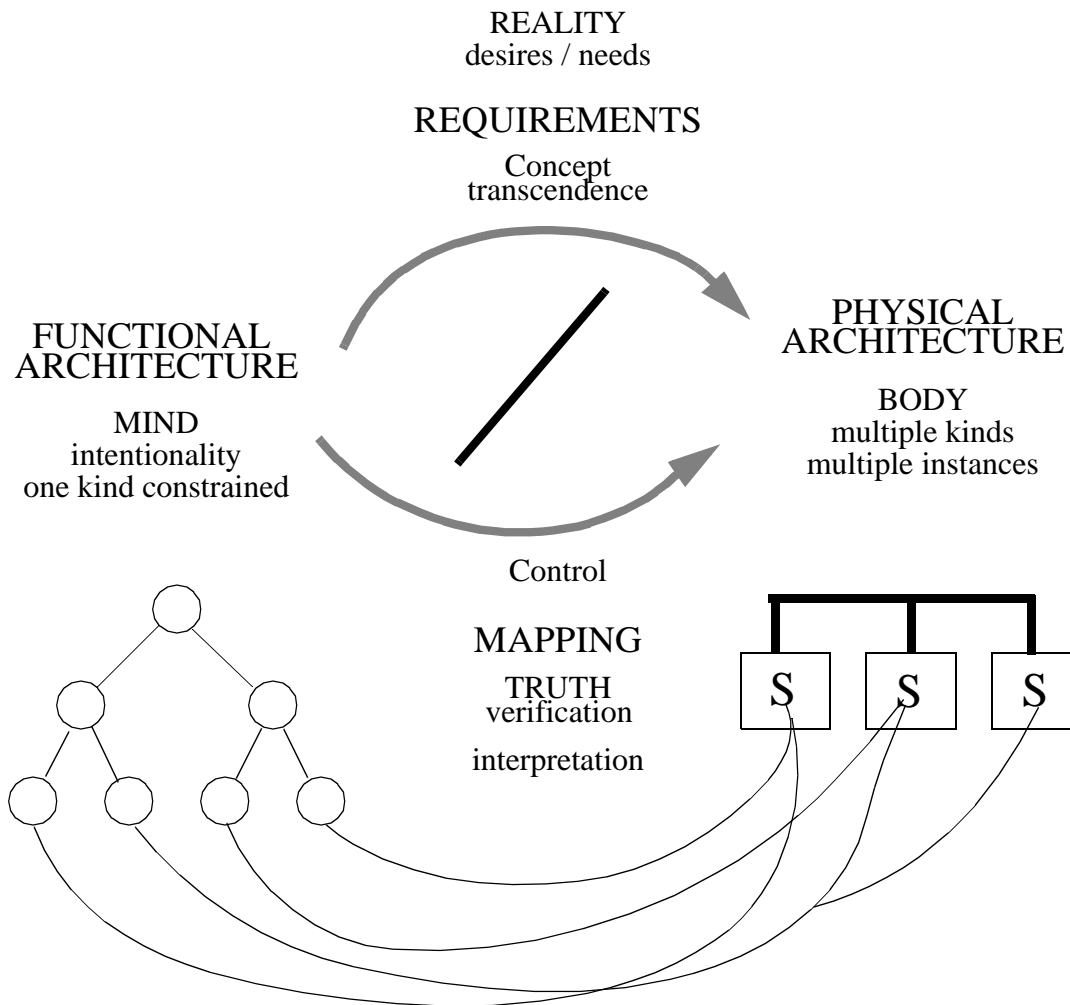 REALITY
desires / needs
REQUIREMENTS
Concept
transcendence
FUNCTIONAL
ARCHITECTURE
MIND
intentionality
one kind constrained
PHYSICAL
ARCHITECTURE
BODY
multiple kinds
multiple instances
Control
MAPPING
TRUTH
verification
interpretation
S
S
S